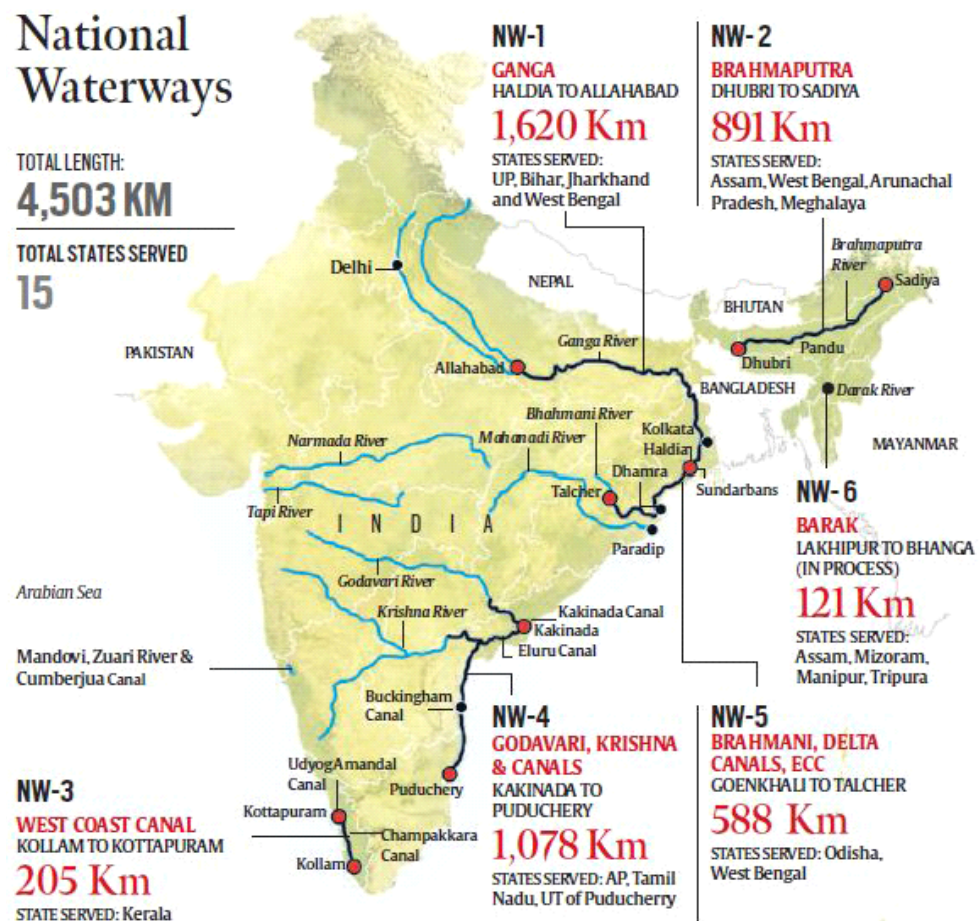 National
Waterways
TOTAL LENGTH:
4,503 KM
TOTAL STATES SERVED
15
NW-1
GANGA
HALDIA TO ALLAHABAD
1,620 Km
STATES SERVED:
UP, Bihar, Jharkhand
and West Bengal
NW- 2
BRAHMAPUTRA
DHUBRI TO SADIYA
891 Km
STATES SERVED:
Assam, West Bengal, Arunachal
Pradesh, Meghalaya
Brahmaputra
River
Delhi
NEPAL
Sadiya
BHUTAN
PAKISTAN
Ganga River
Pandu
Allahabad
Dhubri
BANGLADESH
Darak River
Bhahmani River
Narmada River
Mahanadi River
Kolkata
Haldia
MAYANMAR
Dhamra
Talcher
Sundarbans
Tapi River
INDIA
Paradip
NW- 6
BARAK
LAKHIPUR TO BHANGA
(IN PROCESS)
121 Km
STATES SERVED:
Assam, Mizoram,
Manipur, Tripura
Godavari River
Arabian Sea
Krishna River
Kakinada Canal
Kakinada
Eluru Canal
Mandovi, Zuari River &
Cumberjua Canal
Buckingham
Canal
NW-4
GODAVARI, KRISHNA
& CANALS
KAKINADA TO
PUDUCHERY
1,078 Km
STATES SERVED: AP, Tamil
Nadu, UT of Puducherry
NW-5
BRAHMANI, DELTA
CANALS, ECC
GOENKHALI TO TALCHER
588 Km
STATES SERVED: Odisha,
West Bengal
UdyogAmandal
Canal
Puduchery
Kottapuram
Champakkara
Canal
Kollam
NW-3
WEST COAST CANAL
KOLLAM TO KOTTAPURAM
205 Km
STATE SERVED: Kerala